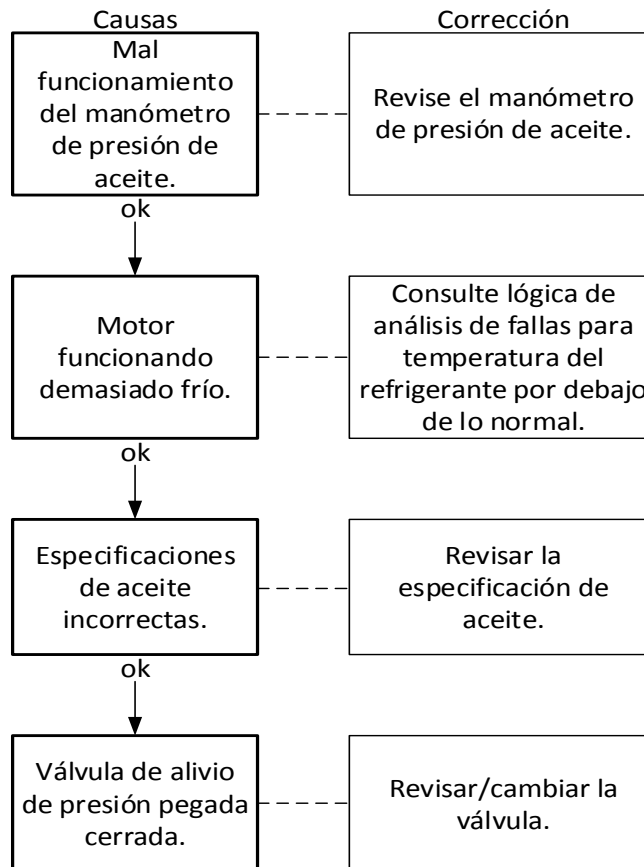 Causas
Corrección
Mal
funcionamiento
del manómetro
de presión de
aceite.
Revise el manómetro
de presión de aceite.
ok
Motor
funcionando
demasiado frío.
Consulte lógica de
análisis de fallas para
temperatura del
refrigerante por debajo
de lo normal.
ok
Especificaciones
de aceite
incorrectas.
Revisar la
especificación de
aceite.
ok
Válvula de alivio
de presión pegada
cerrada.
Revisar/cambiar la
válvula.